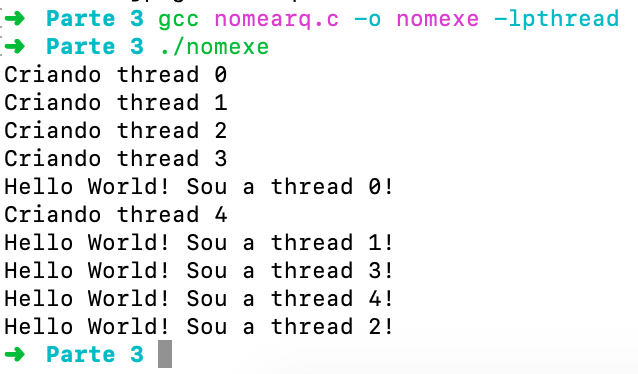 ➜ Parte 3 gcc nomearq.c -o nomexe -lpthread
➜ Parte 3 ./nomexe
Criando thread 0
Criando thread 1
Criando thread 2
Criando thread 3
Hello World! Sou a thread 0!
Criando thread 4
Hello World! Sou a thread 1!
Hello World! Sou a thread 3!
Hello World! Sou a thread 4!
Hello World! Sou a thread 2!
➜ Parte 3